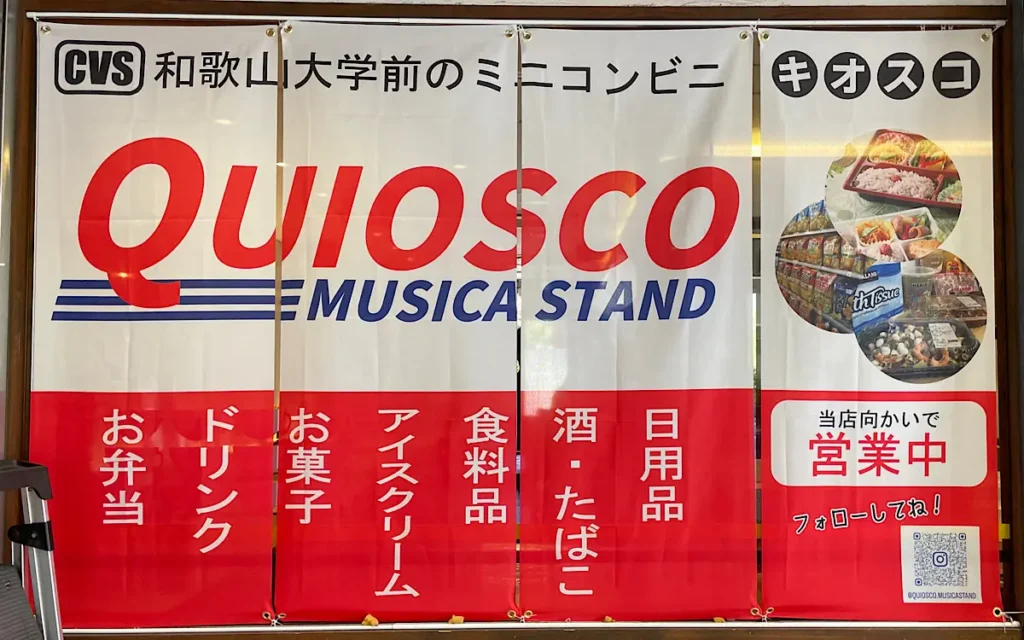 CVS 和歌山大学前のミニコンビニ
キオスコ
QUIOSCO
MUSICA STAND
日用品
酒・たばこ
食料品
アイスクリーム
お菓子
ドリンク
お弁当
thTissue
当店向かいで
営業中
フォローしてね!
@QUIOSCO.MUSICASTAND